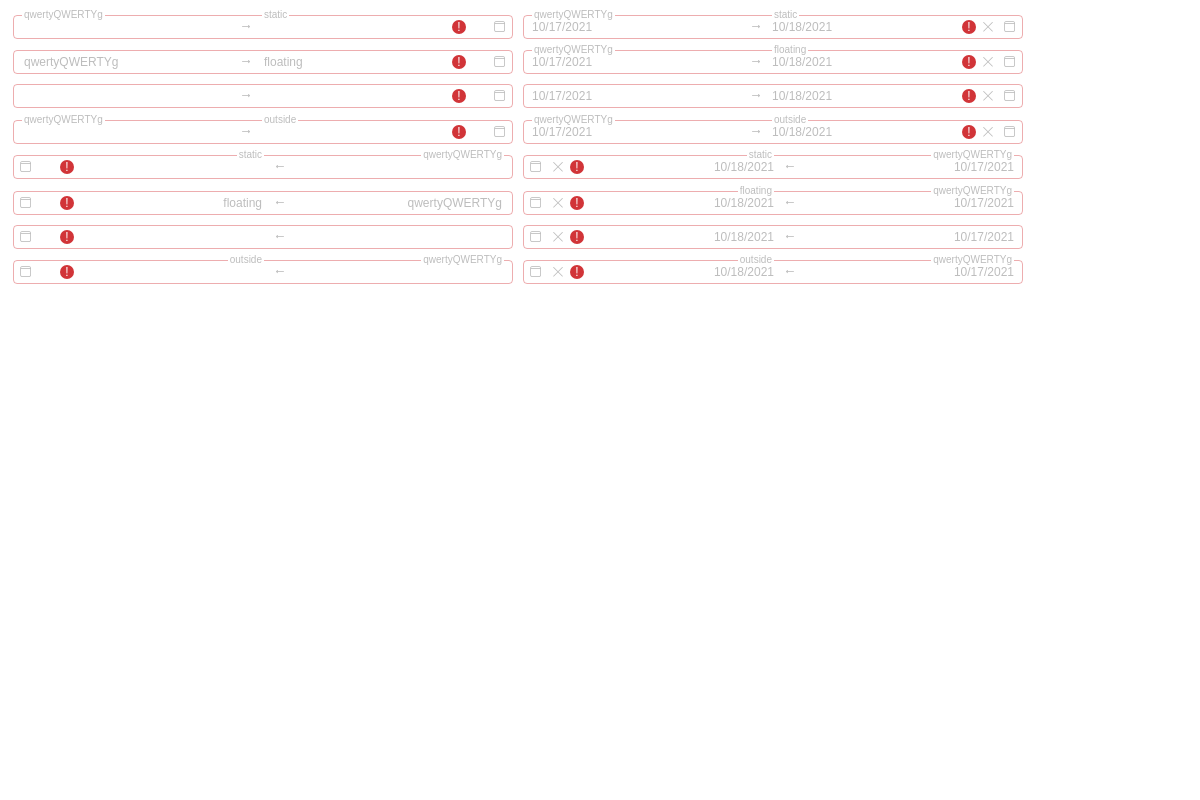 qwertyQWERTYg static qwertyQWERTYg static
→ ! 10/17/2021 → 10/18/2021 !
qwertyQWERTYg floating
qwertyQWERTYg → floating ! 10/17/2021 → 10/18/2021 !
→ ! 10/17/2021 → 10/18/2021 !
qwertyQWERTYg outside qwertyQWERTYg outside
→ ! 10/17/2021 → 10/18/2021 !
static qwertyQWERTYg static qwertyQWERTYg
! ← ! 10/18/2021 ← 10/17/2021
floating qwertyQWERTYg
! floating ← qwertyQWERTYg ! 10/18/2021 ← 10/17/2021
! ← ! 10/18/2021 ← 10/17/2021
outside qwertyQWERTYg outside qwertyQWERTYg
! ← ! 10/18/2021 ← 10/17/2021